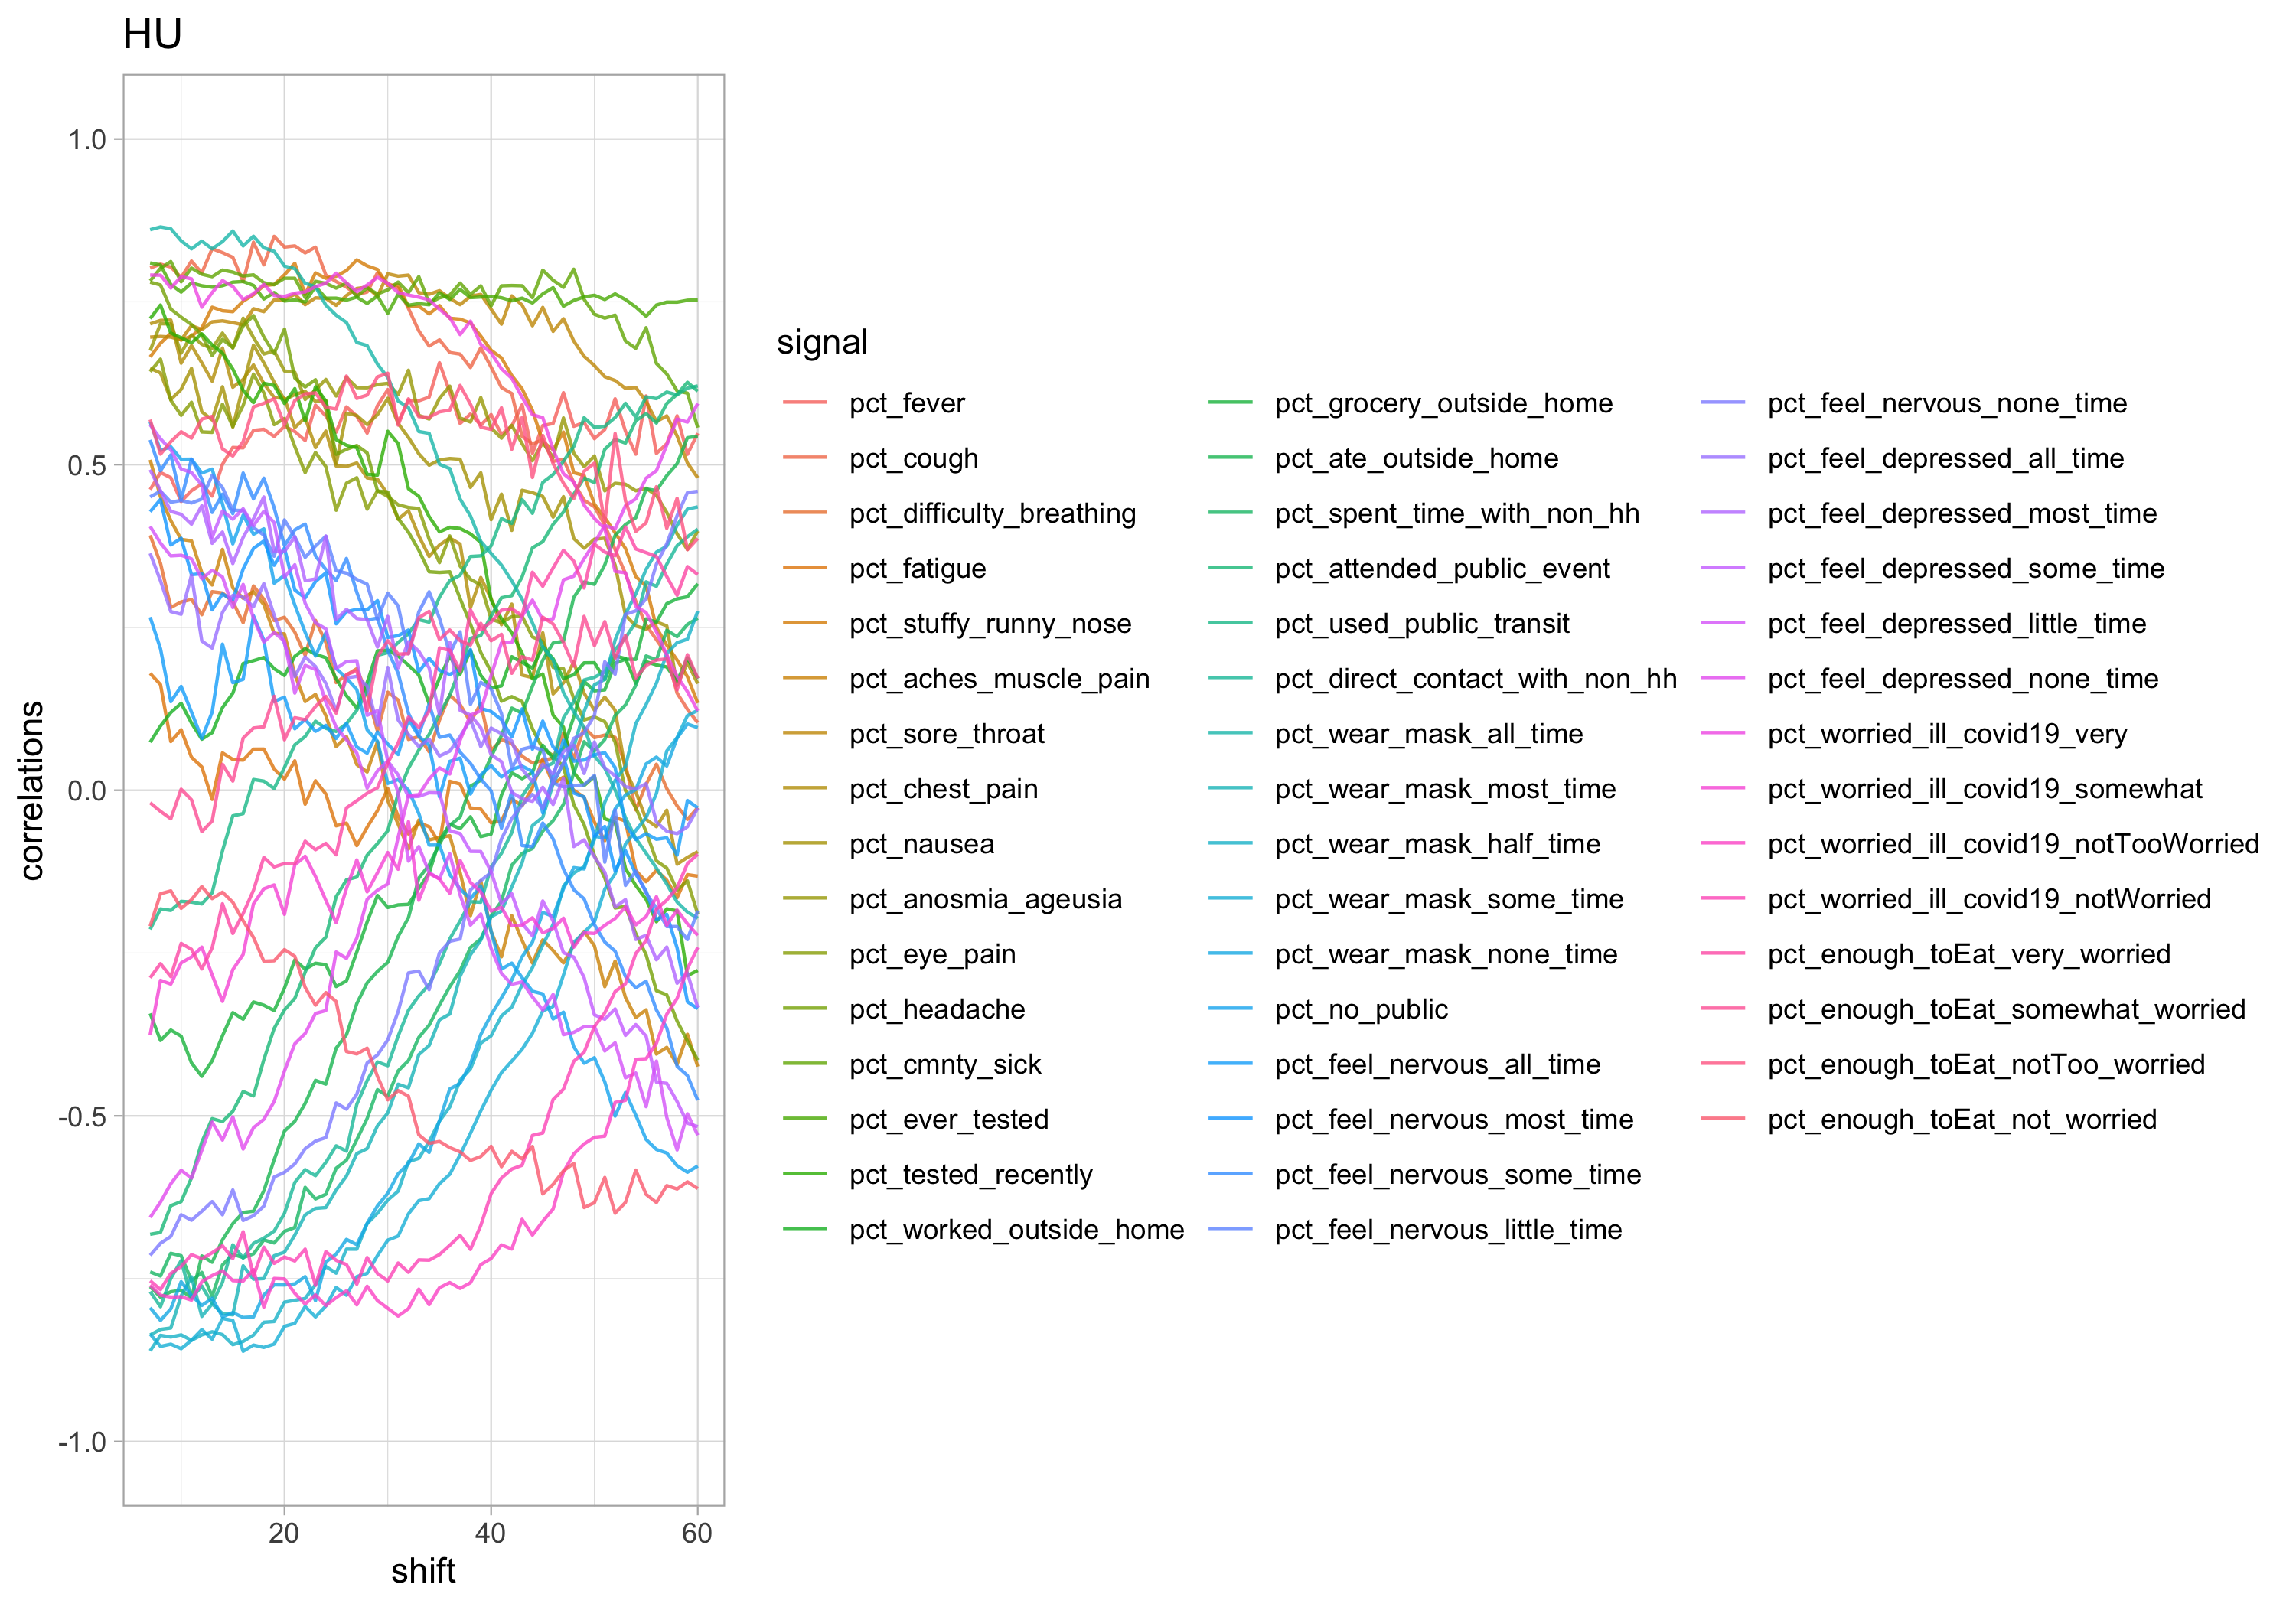 HU
correlations
1.0
0.5
0.0
-0.5
-1.0
20
40
60
shift
signal
pct_fever
pct_cough
pct_difficulty_breathing
pct_fatigue
pct_stuffy_runny_nose
pct_aches_muscle_pain
pct_sore_throat
pct_chest_pain
pct_nausea
pct_anosmia_ageusia
pct_eye_pain
pct_headache
pct_cmnty_sick
pct_ever_tested
pct_tested_recently
pct_worked_outside_home
pct_grocery_outside_home
pct_ate_outside_home
pct_spent_time_with_non_hh
pct_attended_public_event
pct_used_public_transit
pct_direct_contact_with_non_hh
pct_wear_mask_all_time
pct_wear_mask_most_time
pct_wear_mask_half_time
pct_wear_mask_some_time
pct_wear_mask_none_time
pct_no_public
pct_feel_nervous_all_time
pct_feel_nervous_most_time
pct_feel_nervous_some_time
pct_feel_nervous_little_time
pct_feel_nervous_none_time
pct_feel_depressed_all_time
pct_feel_depressed_most_time
pct_feel_depressed_some_time
pct_feel_depressed_little_time
pct_feel_depressed_none_time
pct_worried_ill_covid19_very
pct_worried_ill_covid19_somewhat
pct_worried_ill_covid19_notTooWorried
pct_worried_ill_covid19_notWorried
pct_enough_toEat_very_worried
pct_enough_toEat_somewhat_worried
pct_enough_toEat_notToo_worried
pct_enough_toEat_not_worried